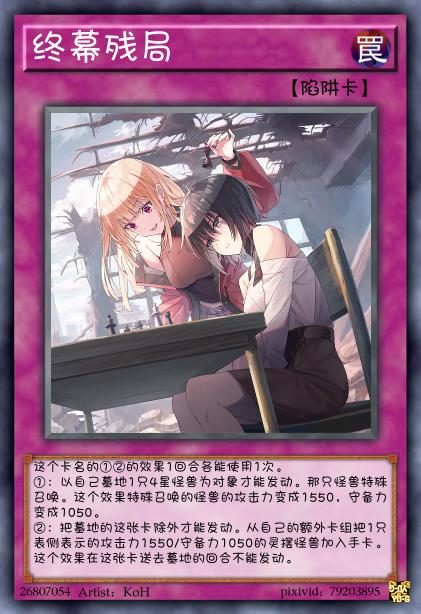 终幕残局
罠
【陷阱卡】
这个卡名的①②的效果1回合各能使用1次。
①：以自己墓地1只4星怪兽为对象才能发动。那只怪兽特殊
召唤。这个效果特殊召唤的怪兽的攻击力变成1550，守备力
变成1050。
②：把墓地的这张卡除外才能发动。从自己的额外卡组把1只
表侧表示的攻击力1550/守备力1050的灵摆怪兽加入手卡。
这个效果在这张卡送去墓地的回合不能发动。
26807054 Artist：KoH pixivid：79203895